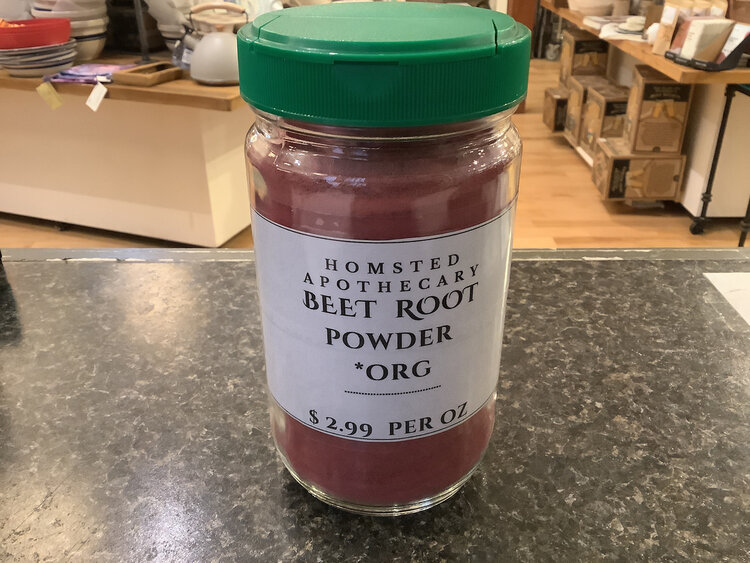 HOMSTED
APOTHECARY
BEET ROOT
POWDER
*ORG
$2.99 PER OZ